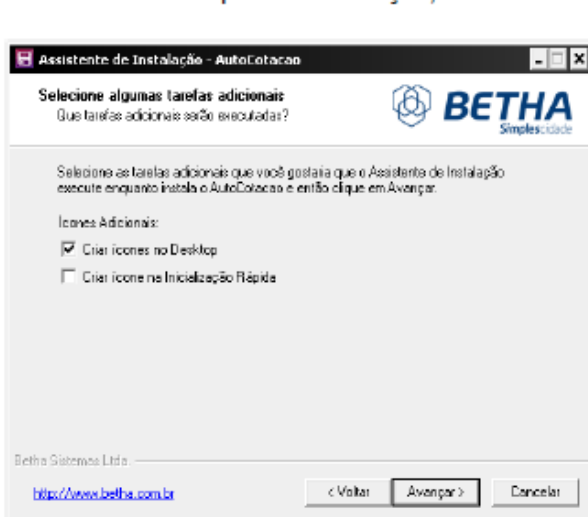 Assistente de Instalação - AutoCotacao
Selecione algumas tarefas adicionais
Que tarefas adicionais serão executadas?
BETHA
Simplescidade
Selecione as tarefas adicionais que você gostaria que o Assistente de Instalação
execute enquanto instala o AutoCotacao e então clique em Avançar.
Ícones Adicionais:
Criar ícones no Desktop
Criar ícone na Inicialização Rápida
Betha Sistemas Ltda.
http://www.betha.com.br
< Voltar
Avançar >
Cancelar